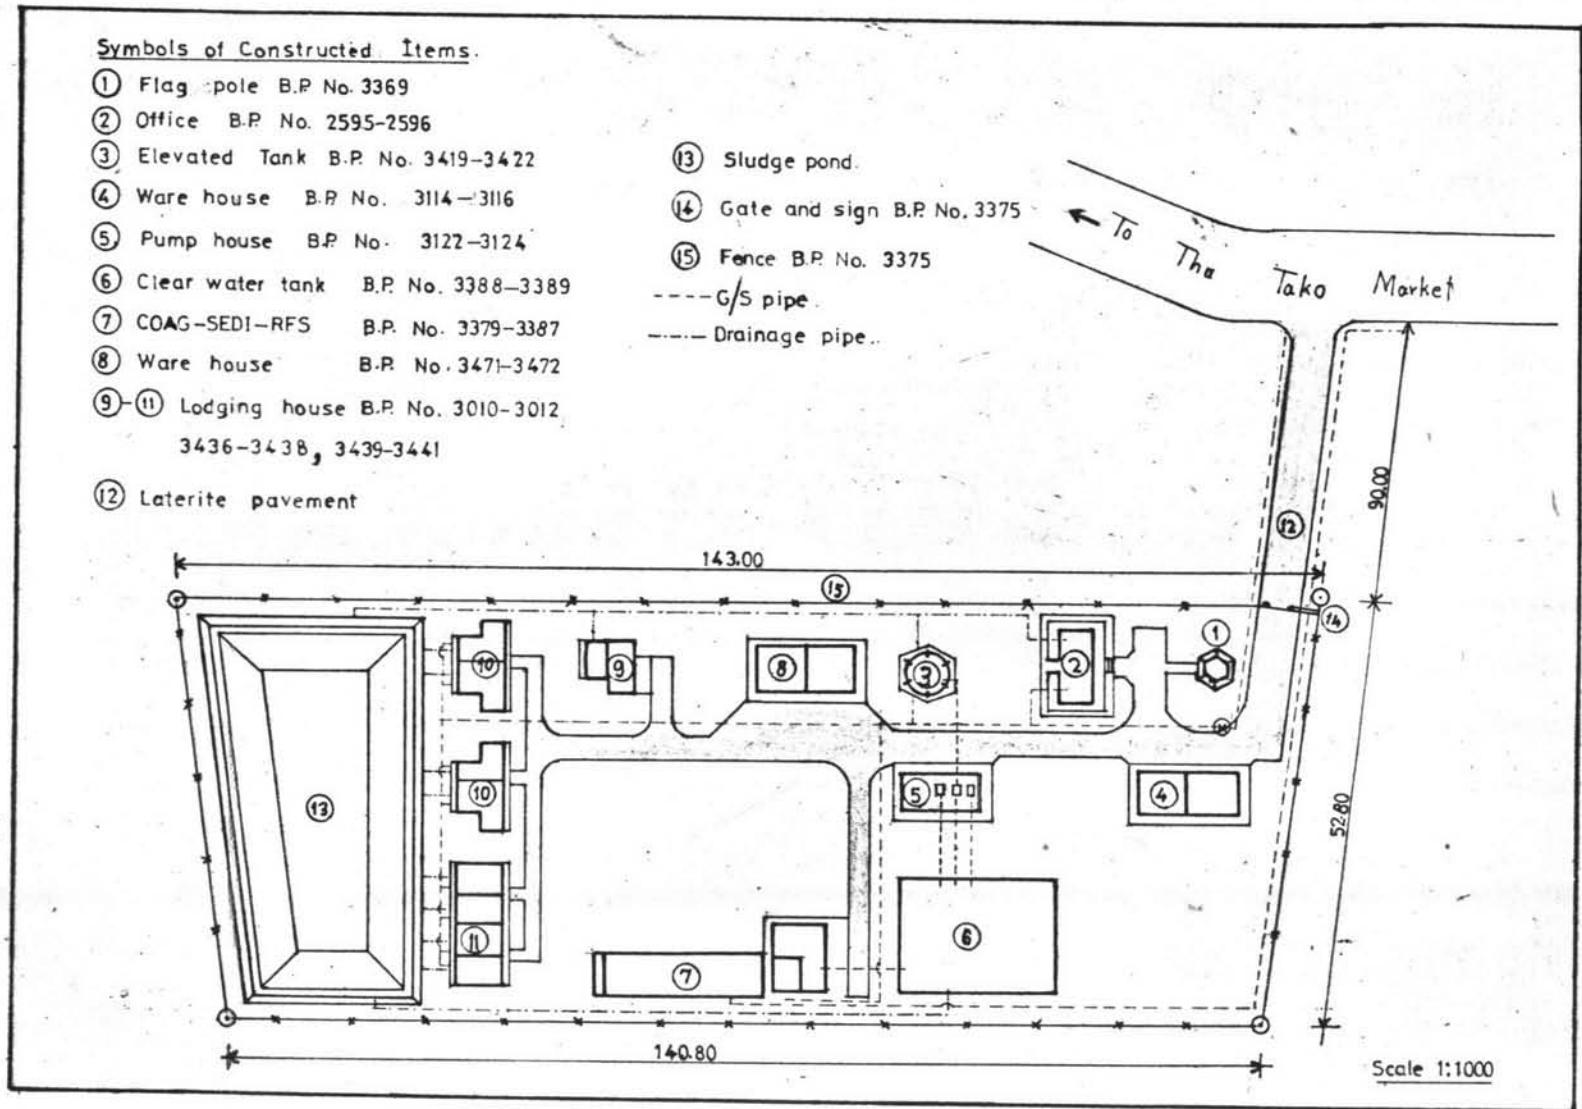 Symbols of Constructed Items.
① Flag pole B.P. No. 3369
② Office B.P. No. 2595-2596
③ Elevated Tank B.P. No. 3419-3422
④ Ware house B.P. No. 3114-3116
⑤ Pump house B.P. No. 3122-3124
⑥ Clear water tank B.P. No. 3388-3389
⑦ COAG-SEDI-RFS B.P. No. 3379-3387
⑧ Ware house B.P. No. 3471-3472
⑨-⑪ Lodging house B.P. No. 3010-3012,
3436-3438, 3439-3441
⑫ Laterite pavement
⑬ Sludge pond.
⑭ Gate and sign B.P. No. 3375
⑮ Fence B.P. No. 3375
G/S pipe.
Drainage pipe.
To Tha Tako Market
90.00
⑫
143.00
⑮
⑭
①
⑩
⑨
⑧
③
②
⑬
⑩
⑤
④
52.80
⑪
⑦
⑥
140.80
Scale 1:1000